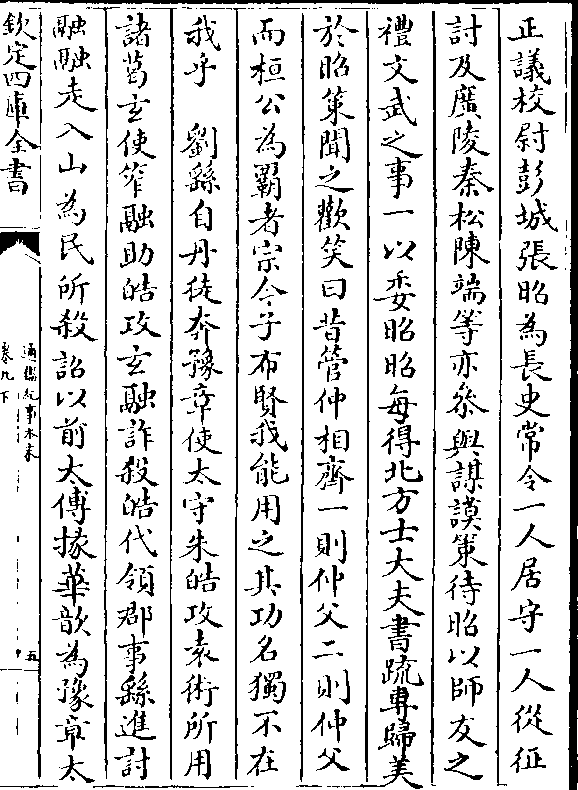 正議校尉彭城張昭為長史常令一人居守一人從征
討及廣陵秦松陳端等亦參與謀謨策待昭以師友之
禮文武之事一以委昭昭每得北方士大夫書疏專歸美
於昭策聞之歡笑曰昔管仲相齊一則仲父二則仲父
而桓公為霸者宗今子布賢我能用之其功名獨不在
我乎　劉繇自丹徒奔豫章使太守朱皓攻袁術所用
諸葛玄使笮融助皓攻玄融詐殺皓代領郡事繇進討
融融走入山為民所殺詔以前太傅掾華歆為豫章太
欽定四庫全書
通鑑紀事本末
卷九下
五